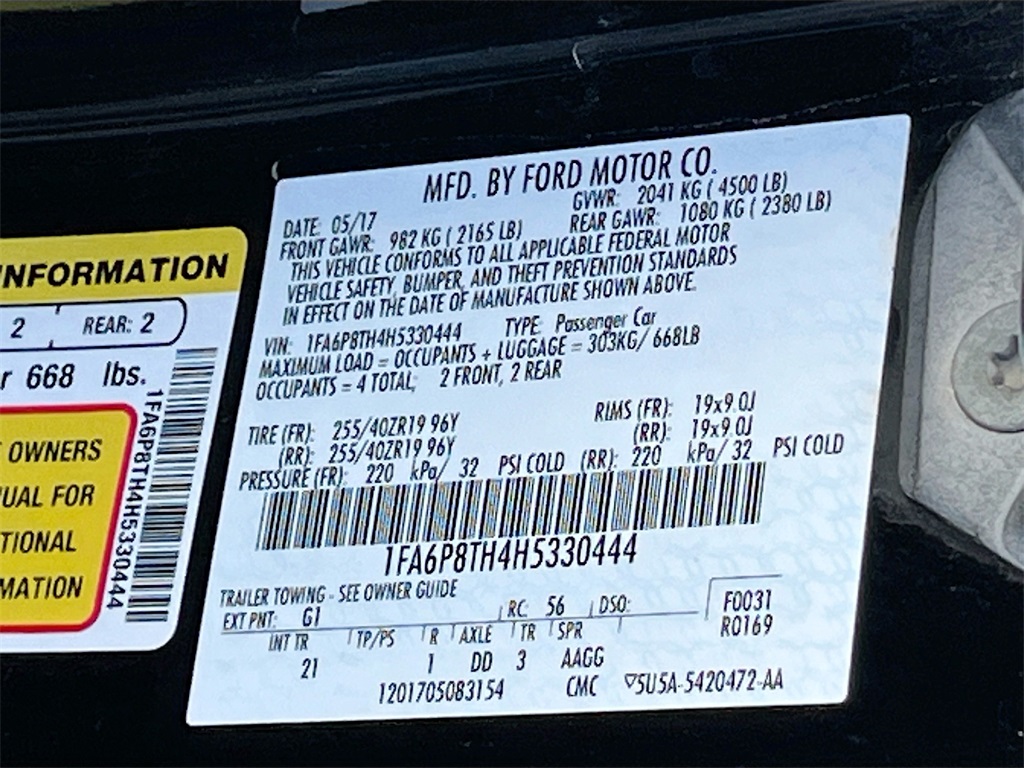 MFD. BY FORD MOTOR CO.
DATE: 05/17
GVWR: 2041 KG ( 4500 LB)
FRONT GAWR: 982 KG ( 2165 LB)
REAR GAWR: 1080 KG ( 2380 LB)
THIS VEHICLE CONFORMS TO ALL APPLICABLE FEDERAL MOTOR
VEHICLE SAFETY, BUMPER, AND THEFT PREVENTION STANDARDS
IN EFFECT ON THE DATE OF MANUFACTURE SHOWN ABOVE.
VIN: 1FA6P8TH4H5330444 TYPE: Passenger Car
MAXIMUM LOAD = OCCUPANTS + LUGGAGE = 303KG/ 668LB
OCCUPANTS = 4 TOTAL; 2 FRONT, 2 REAR
TIRE (FR): 255/40ZR19 96Y RIMS (FR): 19x9.0J
(RR): 255/40ZR19 96Y (RR): 19x9.0J
PRESSURE (FR): 220 kPa/ 32 PSI COLD (RR): 220 kPa/ 32 PSI COLD
1FA6P8TH4H5330444
TRAILER TOWING - SEE OWNER GUIDE
EXT PNT: G1 RC: 56 DSO: F0031
R0169
INT TR TP/PS R AXLE TR SPR
21 1 DD 3 AAGG
1201705083154 CMC ▽5U5A-5420472-AA
INFORMATION
2 REAR: 2
r 668 lbs.
OWNERS
UAL FOR
TIONAL
MATION
1FA6P8TH4H5330444